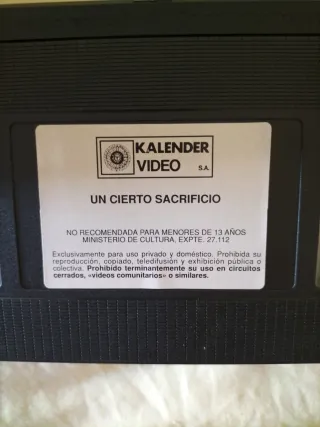 KALENDER
VIDEO S.A.
UN CIERTO SACRIFICIO
NO RECOMENDADA PARA MENORES DE 13 AÑOS
MINISTERIO DE CULTURA, EXPTE. 27.112
Exclusivamente para uso privado y doméstico. Prohibida su
reproducción, copiado, teledifusión y exhibición pública o
colectiva. Prohibido terminantemente su uso en circuitos
cerrados, «videos comunitarios» o similares.